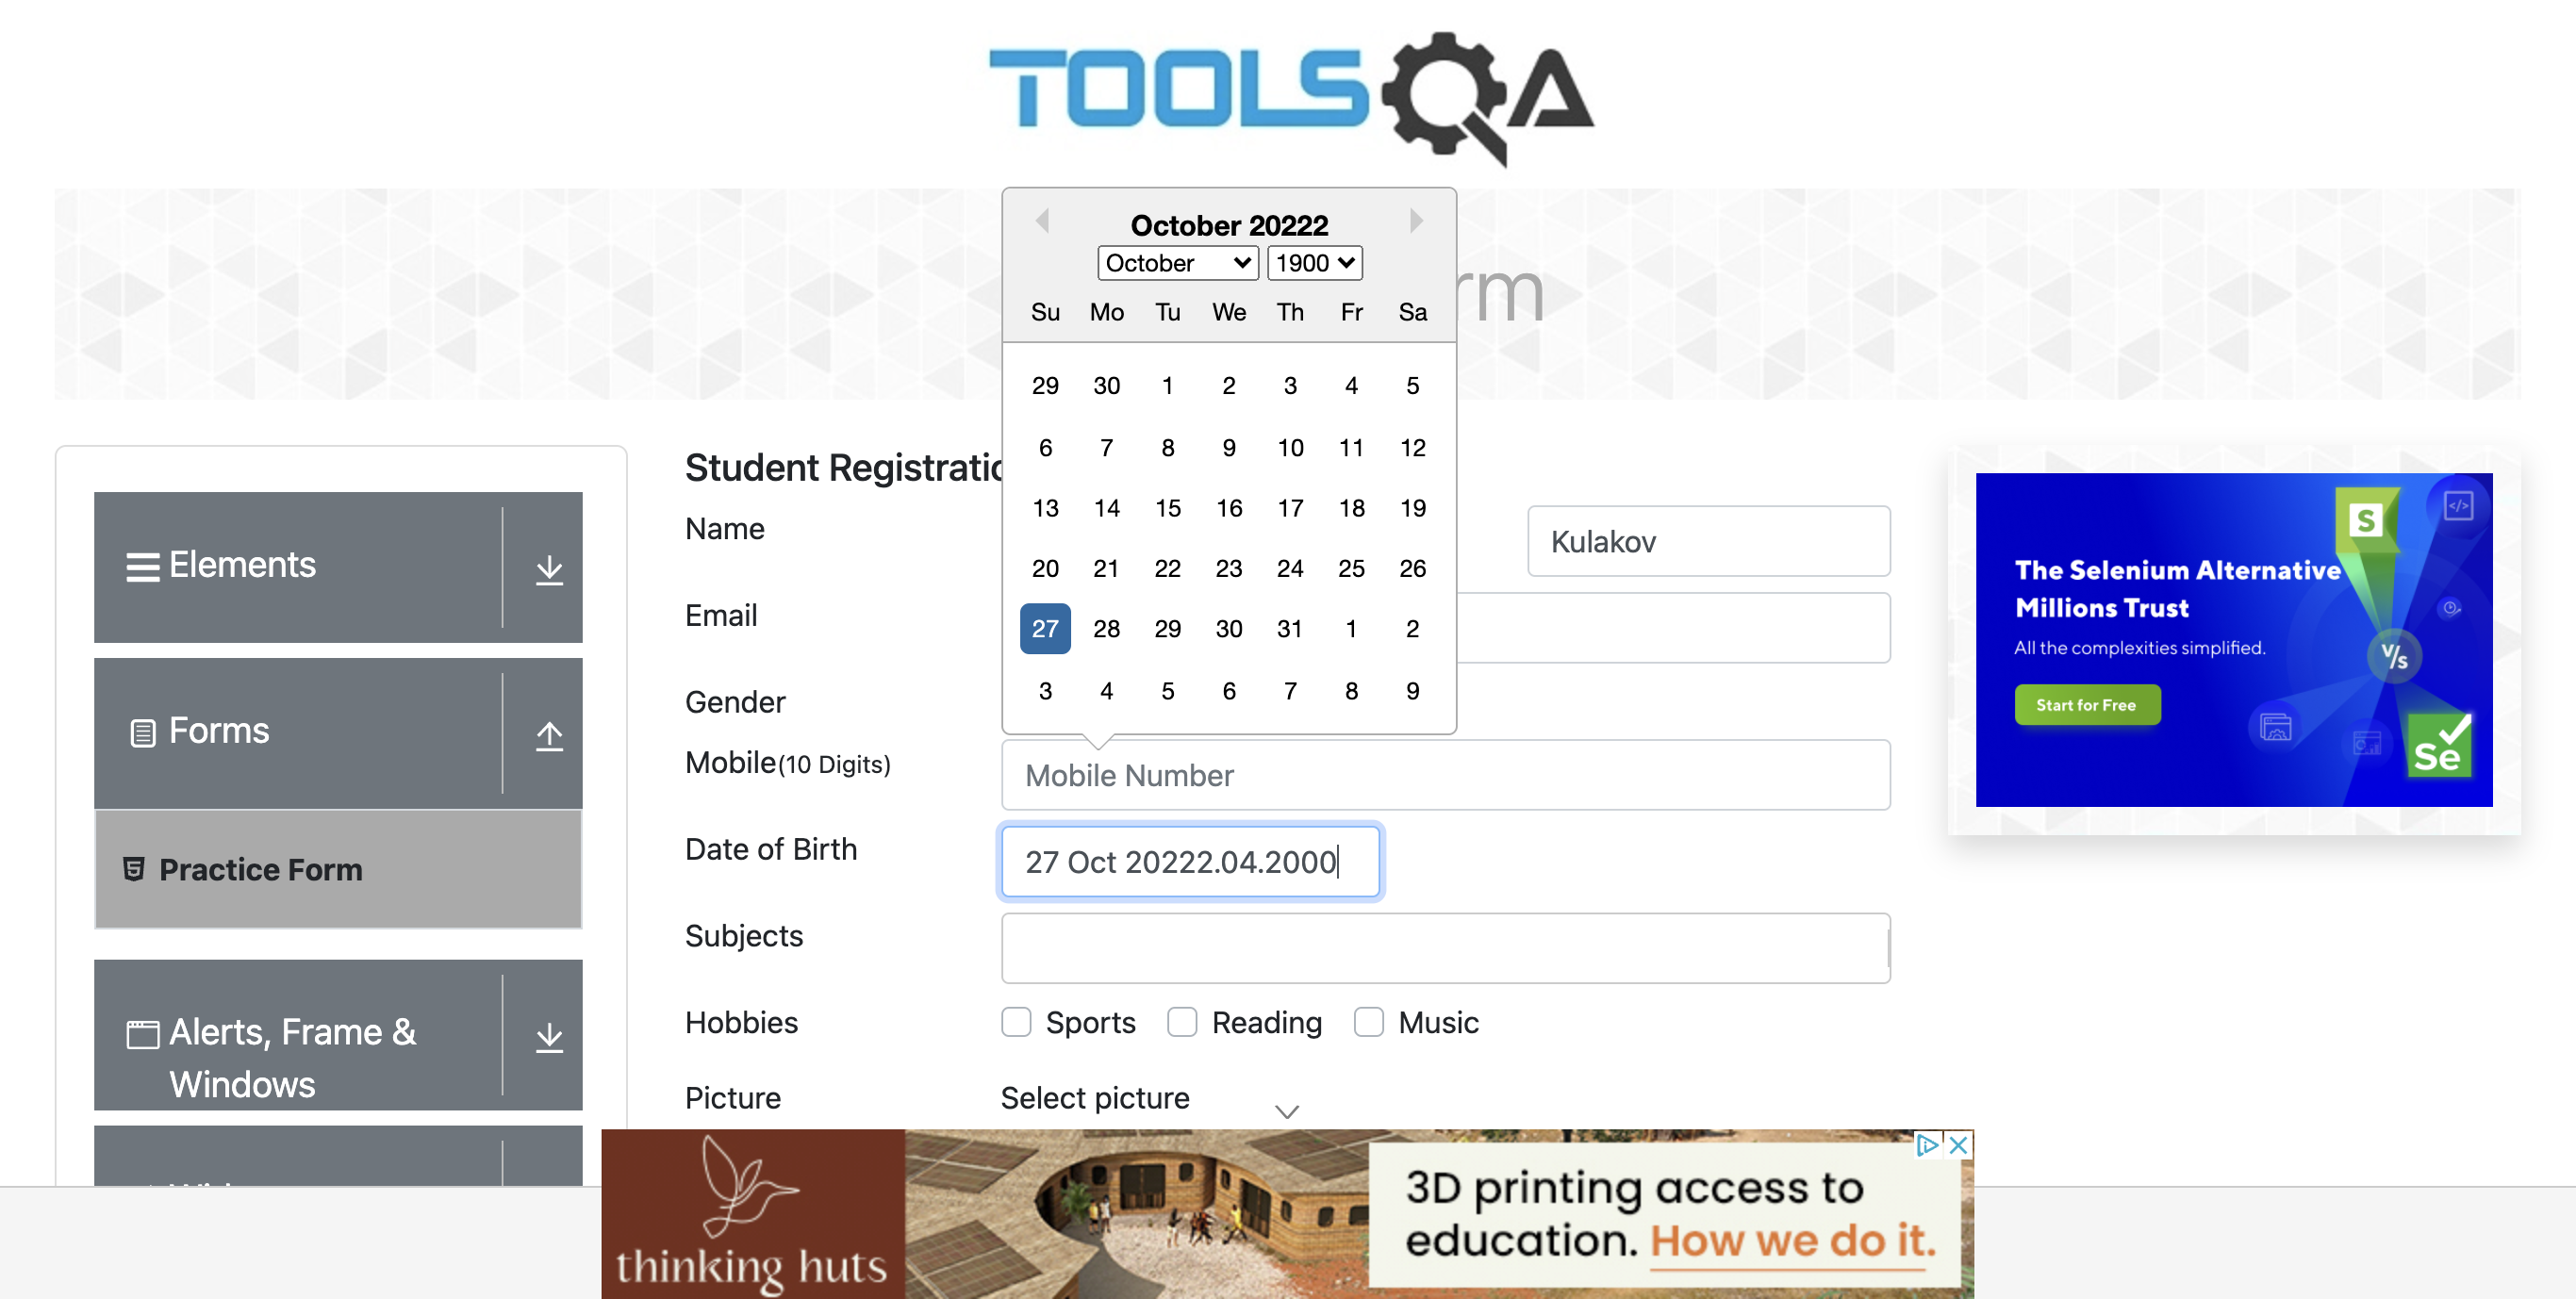 TOOLSQA
October 20222
October 1900
Su Mo Tu We Th Fr Sa
29 30 1 2 3 4 5
6 7 8 9 10 11 12
13 14 15 16 17 18 19
20 21 22 23 24 25 26
27 28 29 30 31 1 2
3 4 5 6 7 8 9
rm
Elements
Forms
Practice Form
Alerts, Frame &
Windows
Student Registratio
Name
Kulakov
Email
Gender
Mobile(10 Digits)
Mobile Number
Date of Birth
27 Oct 20222.04.2000
Subjects
Hobbies
Sports Reading Music
Picture
Select picture
S
</>
The Selenium Alternative
Millions Trust
All the complexities simplified.
V/s
Start for Free
Se
thinking huts
3D printing access to
education. How we do it.